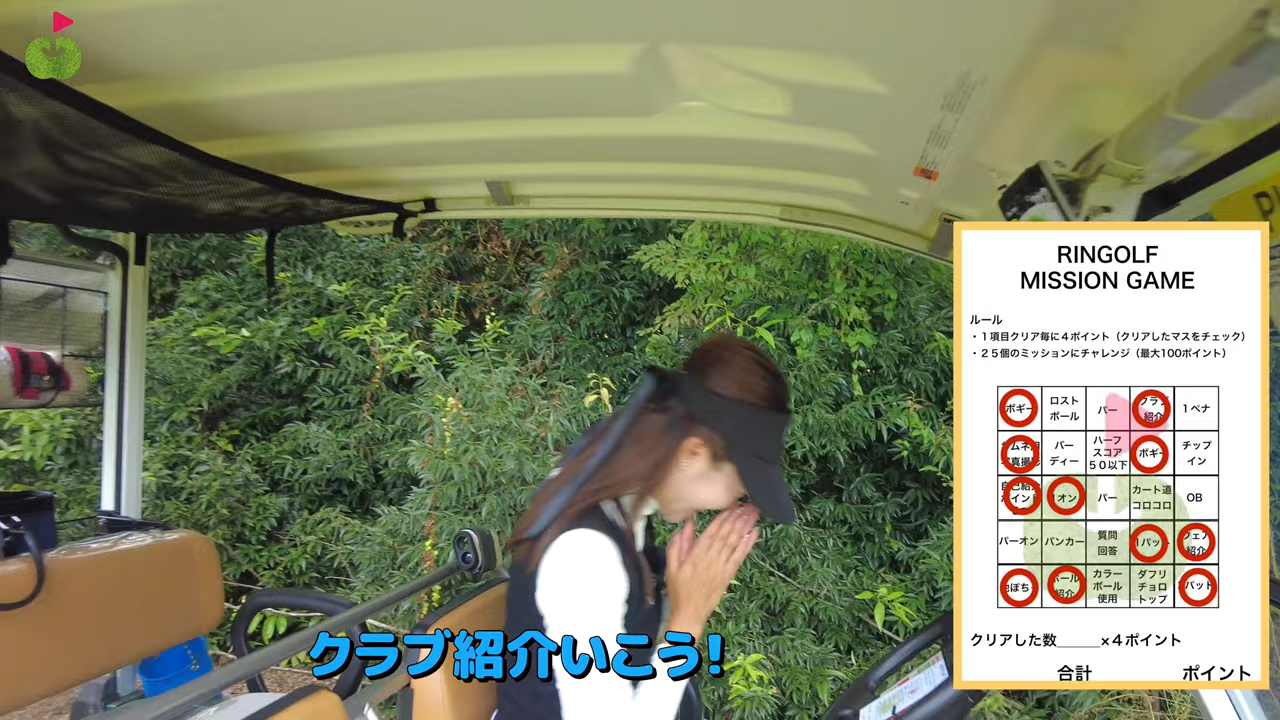 RINGOLF
MISSION GAME
ルール
・１項目クリア毎に４ポイント（クリアしたマスをチェック）
・２５個のミッションにチャレンジ（最大100ポイント）
ボギー ロスト ボール パー クラブ 紹介 １ペナ
バー ディー ハーフ スコア ５０以下 ボギー チップ イン
1オン パー カート道 コロコロ OB
パーオン バンカー 質問 回答 1パット ウェア 紹介
池ぽちゃ ボール 紹介 カラー ボール 使用 ダフリ チョロ トップ
クリアした数_____×４ポイント
合計 ポイント
クラブ紹介いこう!